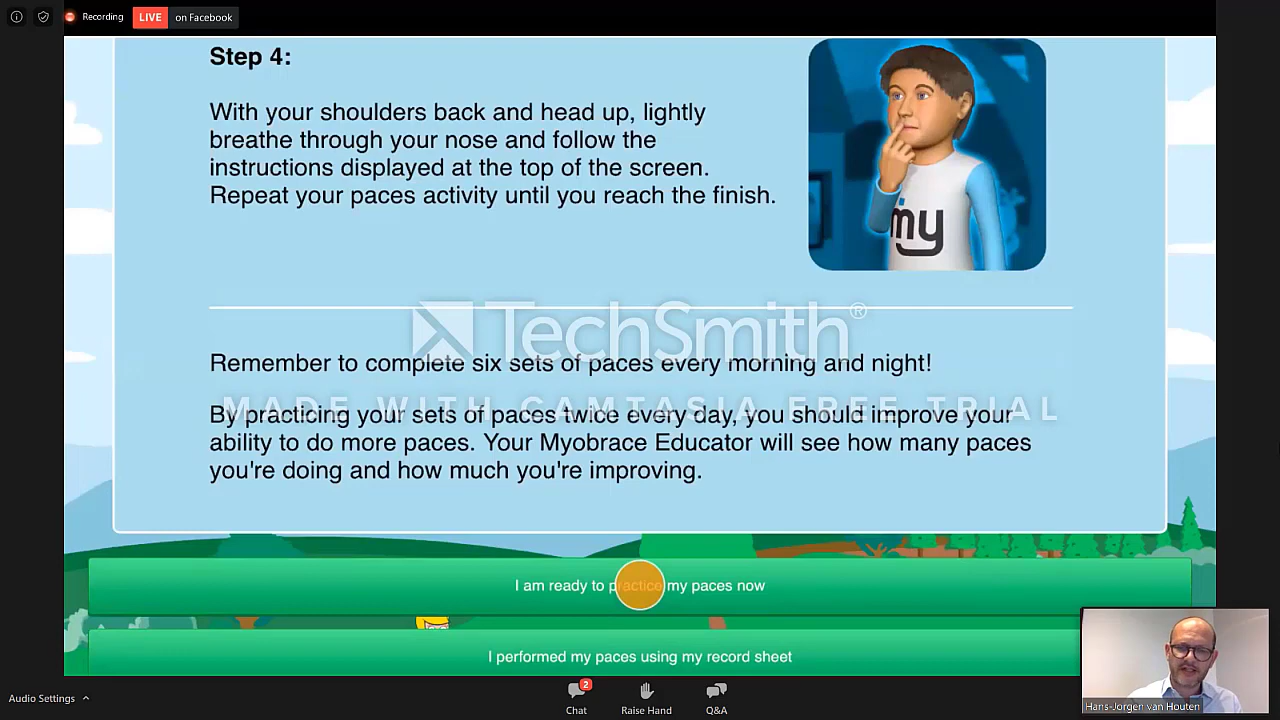 Recording
LIVE on Facebook
Step 4:
With your shoulders back and head up, lightly
breathe through your nose and follow the
instructions displayed at the top of the screen.
Repeat your paces activity until you reach the finish.
my
TechSmith®
Remember to complete six sets of paces every morning and night!
MADE WITH CAMTASIA FREE TRIAL
By practicing your sets of paces twice every day, you should improve your
ability to do more paces. Your Myobrace Educator will see how many paces
you're doing and how much you're improving.
I am ready to practice my paces now
I performed my paces using my record sheet
Hans-Jorgen van Houten
Audio Settings
2
Chat
Raise Hand
Q&A